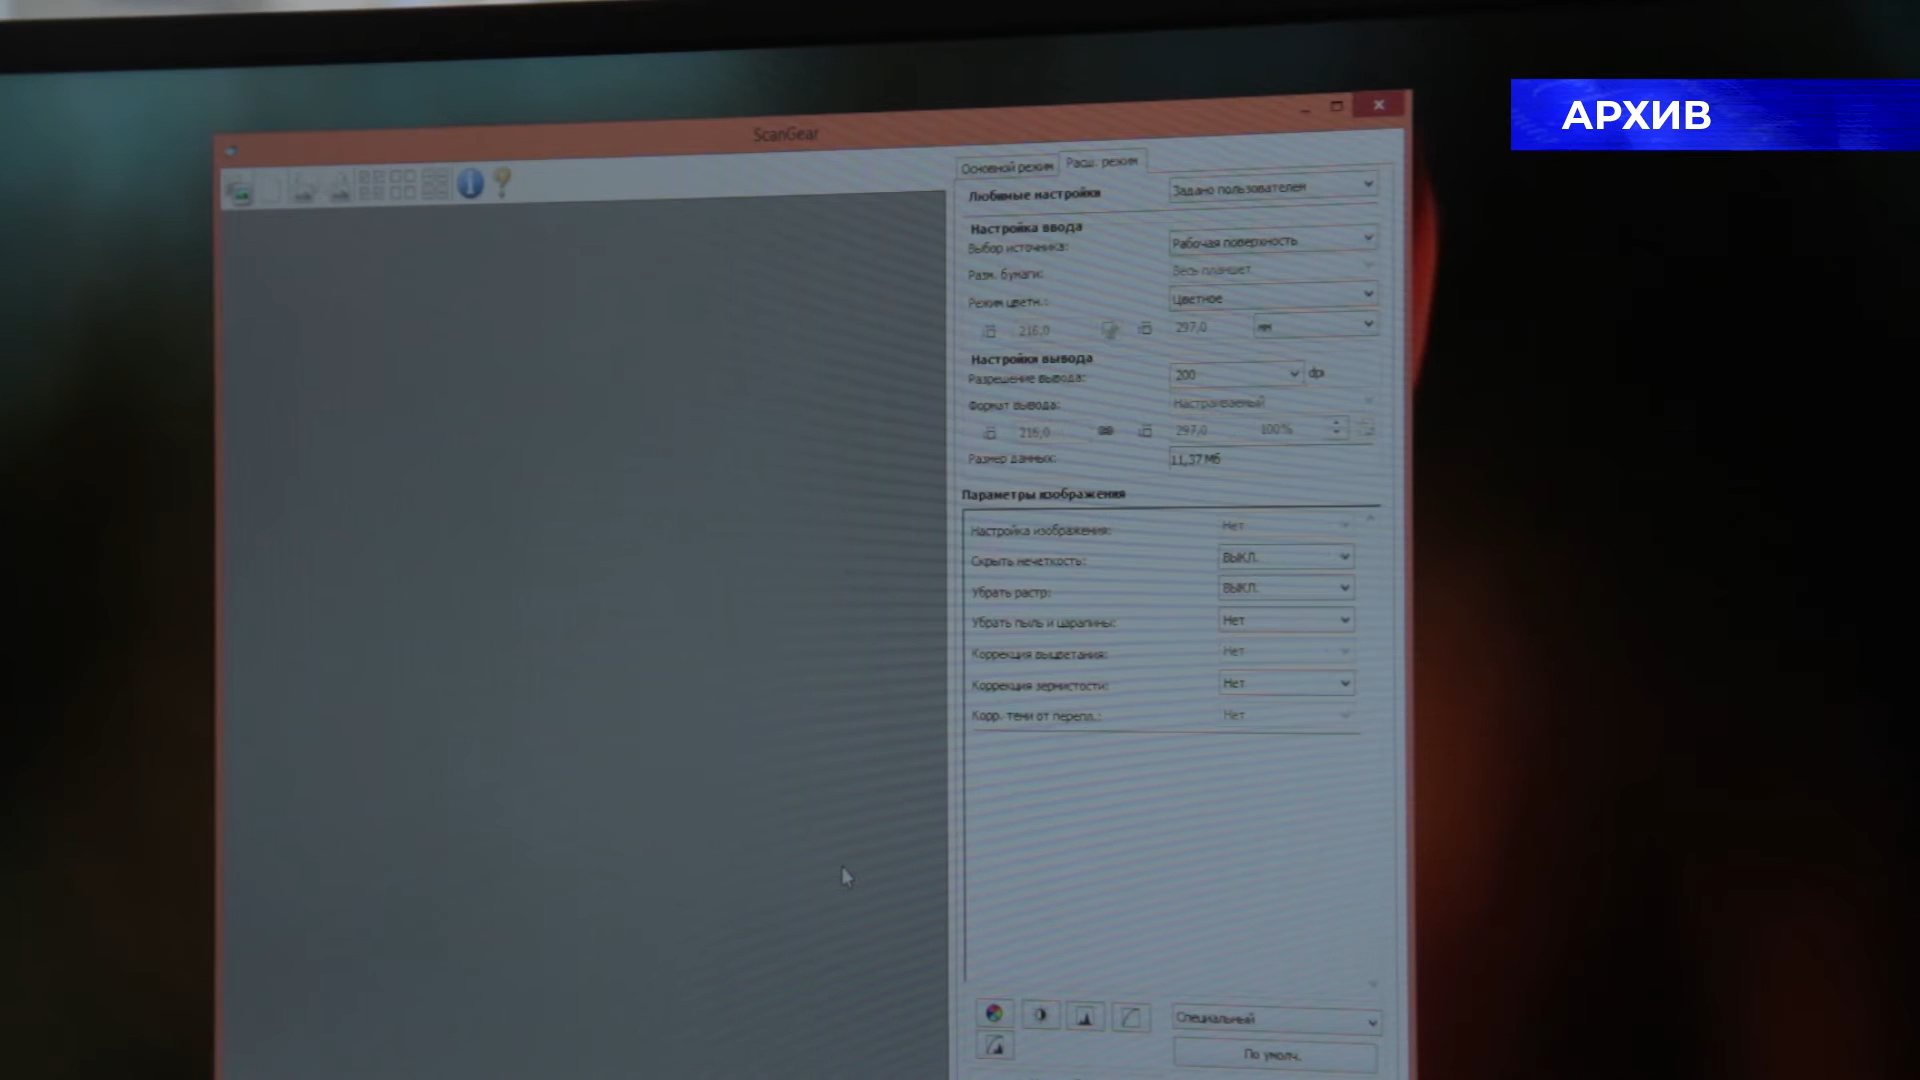 АРХИВ
ScanGear
Основной режим Расш. режим
Любимые настройки Задано пользователем
Настройка ввода
Выбор источника: Рабочая поверхность
Разм. бумаги: Весь планшет
Режим цветн.: Цветное
216,0 297,0 мм
Настройки вывода
Разрешение вывода: 200 dpi
Формат вывода: Настраиваемый
216,0 297,0 100%
Размер данных: 11,37 Мб
Параметры изображения
Настройка изображения: Нет
Скрыть нечеткость: ВЫКЛ.
Убрать растр: ВЫКЛ.
Убрать пыль и царапины: Нет
Коррекция выцветания: Нет
Коррекция зернистости: Нет
Корр. тени от перепл.: Нет
Специальный
По умолч.